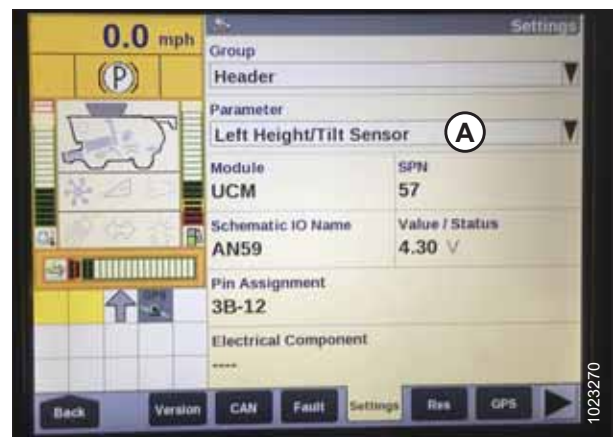 0.0 mph
(P)
Settings
Group
Header
Parameter
Left Height/Tilt Sensor
A
Module
SPN
UCM
57
Schematic IO Name
Value / Status
AN59
4.30 V
Pin Assignment
3B-12
Electrical Component
----
Back
Version
CAN
Fault
Settings
Res
GPS
1023270